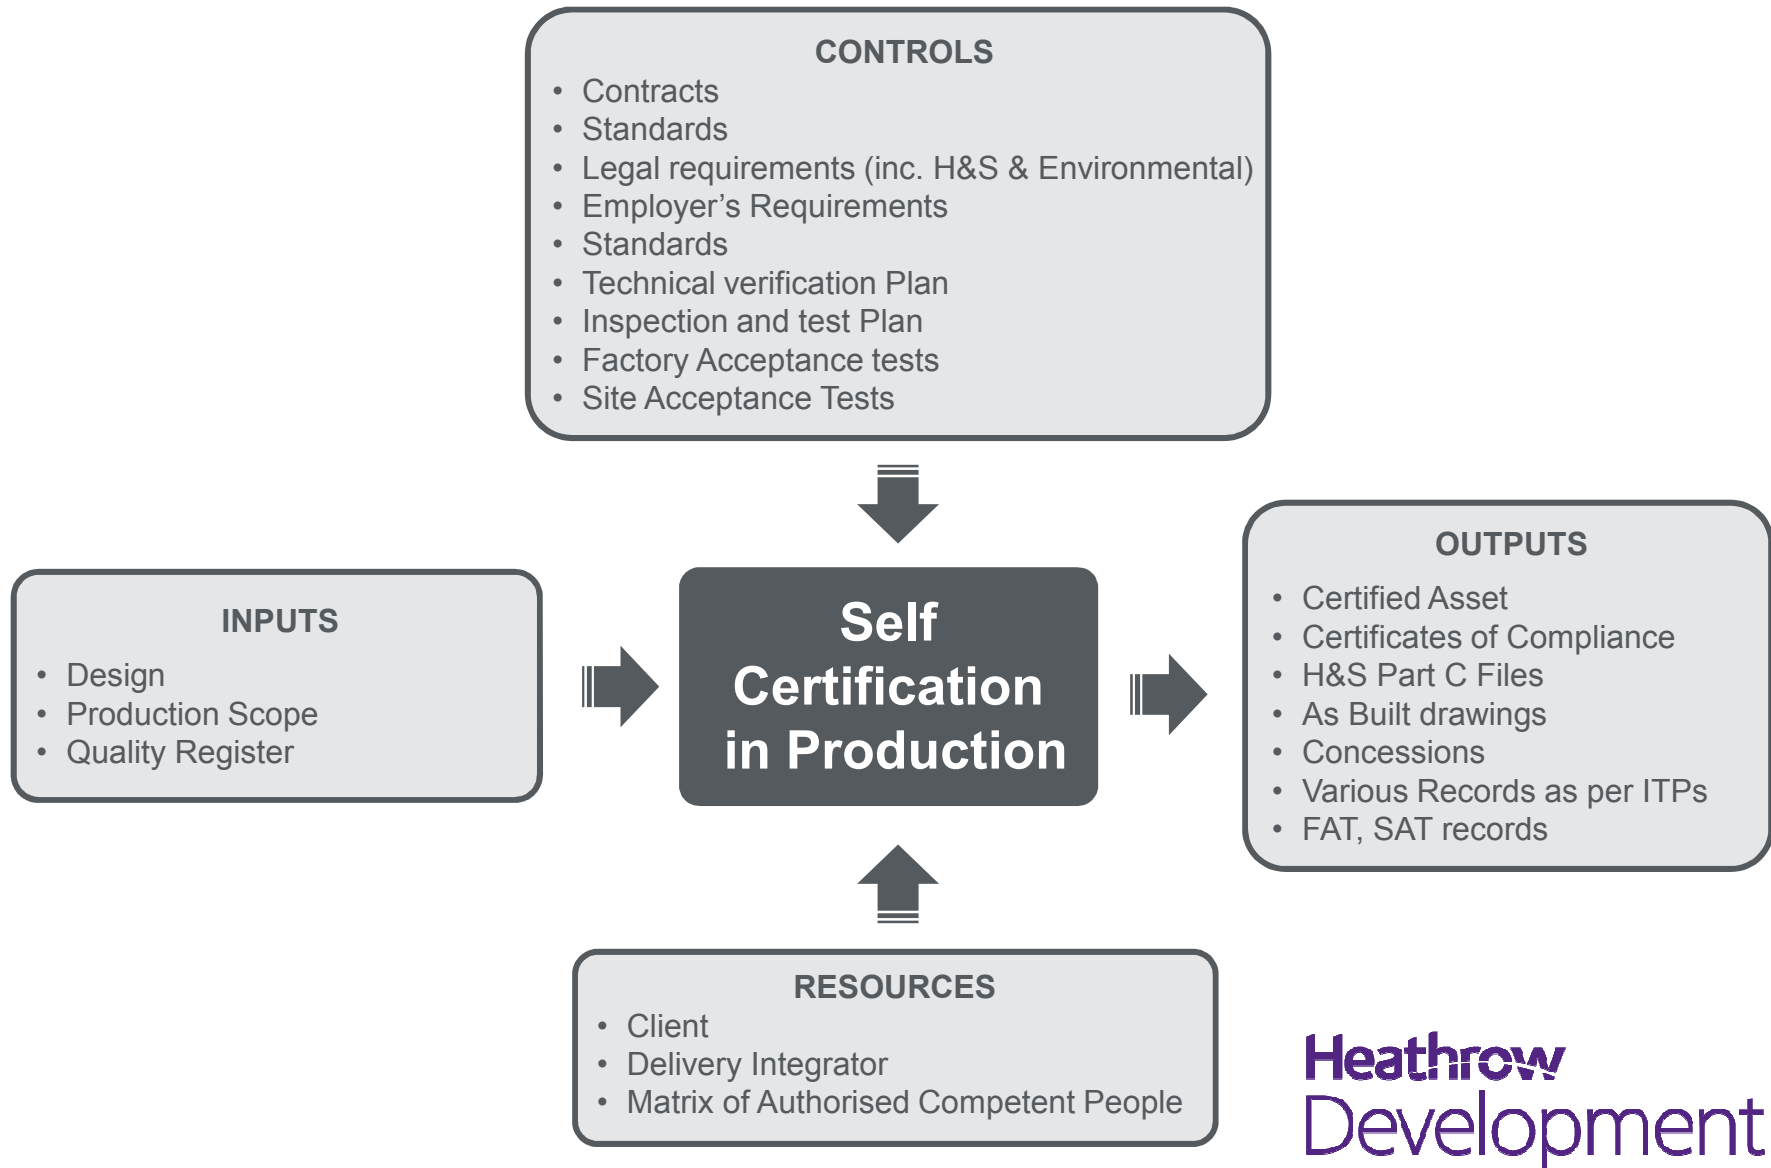 CONTROLS
• Contracts
• Standards
• Legal requirements (inc. H&S & Environmental)
• Employer’s Requirements
• Standards
• Technical verification Plan
• Inspection and test Plan
• Factory Acceptance tests
• Site Acceptance Tests
INPUTS
• Design
• Production Scope
• Quality Register
Self
Certification
in Production
OUTPUTS
• Certified Asset
• Certificates of Compliance
• H&S Part C Files
• As Built drawings
• Concessions
• Various Records as per ITPs
• FAT, SAT records
RESOURCES
• Client
• Delivery Integrator
• Matrix of Authorised Competent People
Heathrow
Development